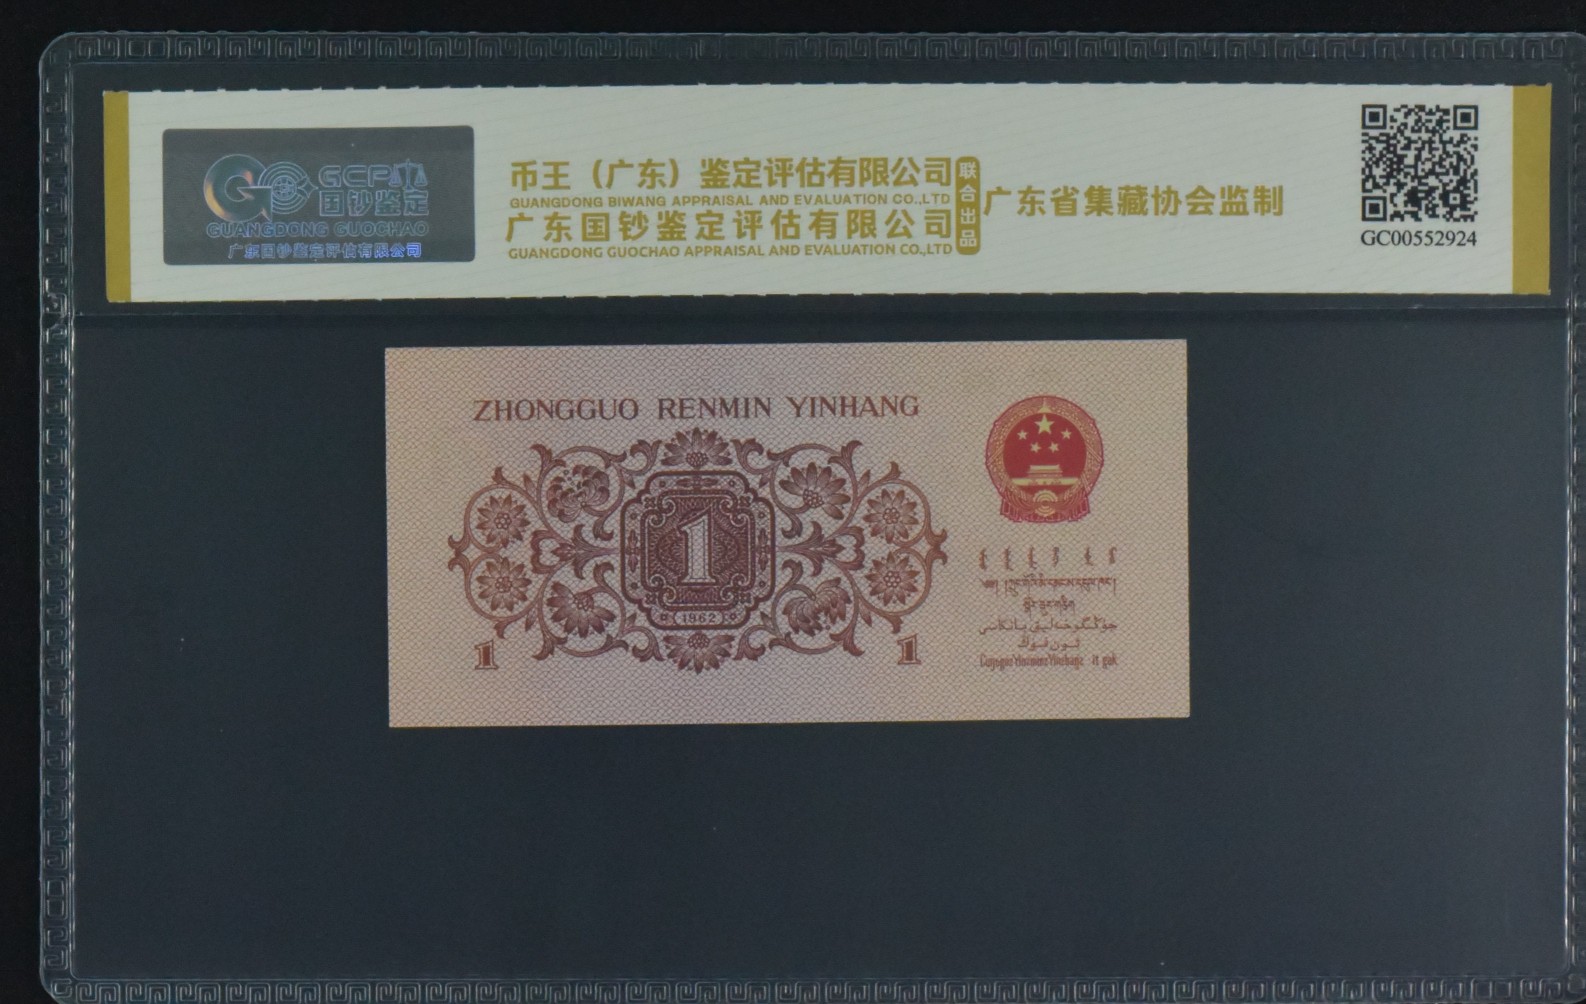 GCP
国钞鉴定
GUANGDONG GUOCHAO
广东国钞鉴定评估有限公司
币王（广东）鉴定评估有限公司
GUANGDONG BIWANG APPRAISAL AND EVALUATION CO.,LTD
广东国钞鉴定评估有限公司
GUANGDONG GUOCHAO APPRAISAL AND EVALUATION CO.,LTD
联合出品
广东省集藏协会监制
GC00552924
ZHONGGUO RENMIN YINHANG
1
(1962)
1
1